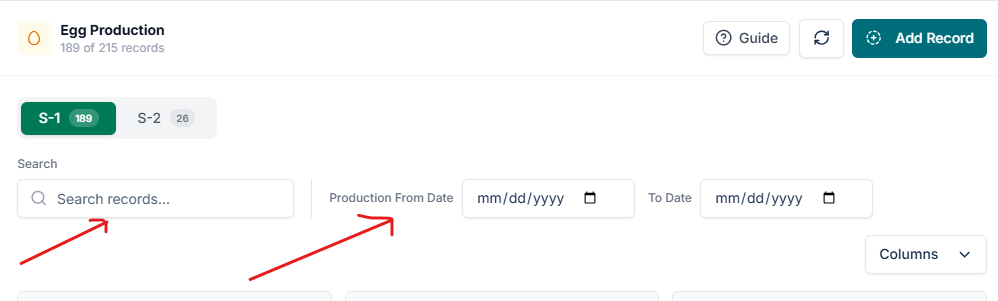 Egg Production
189 of 215 records
Guide
Add Record
S-1 189
S-2 26
Search
Search records...
Production From Date mm/dd/yyyy To Date mm/dd/yyyy
Columns